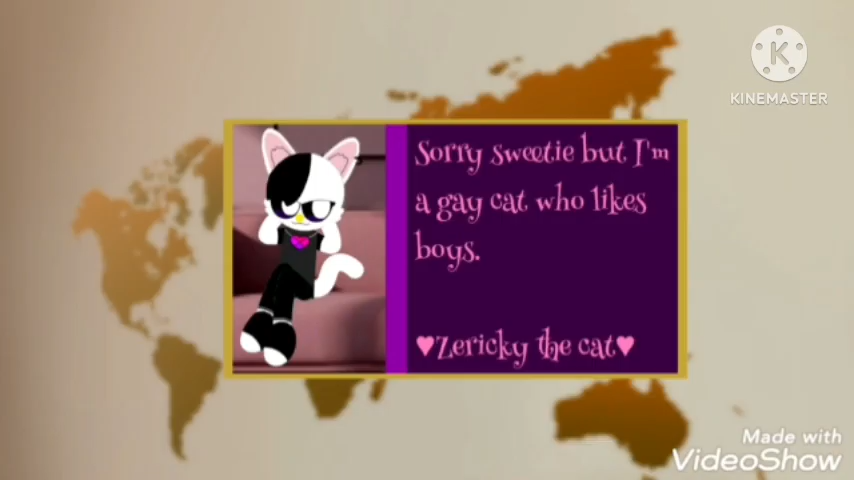 K
KINEMASTER
Sorry sweetie but I'm
a gay cat who likes
boys.
♥Zericky the cat♥
Made with
VideoShow